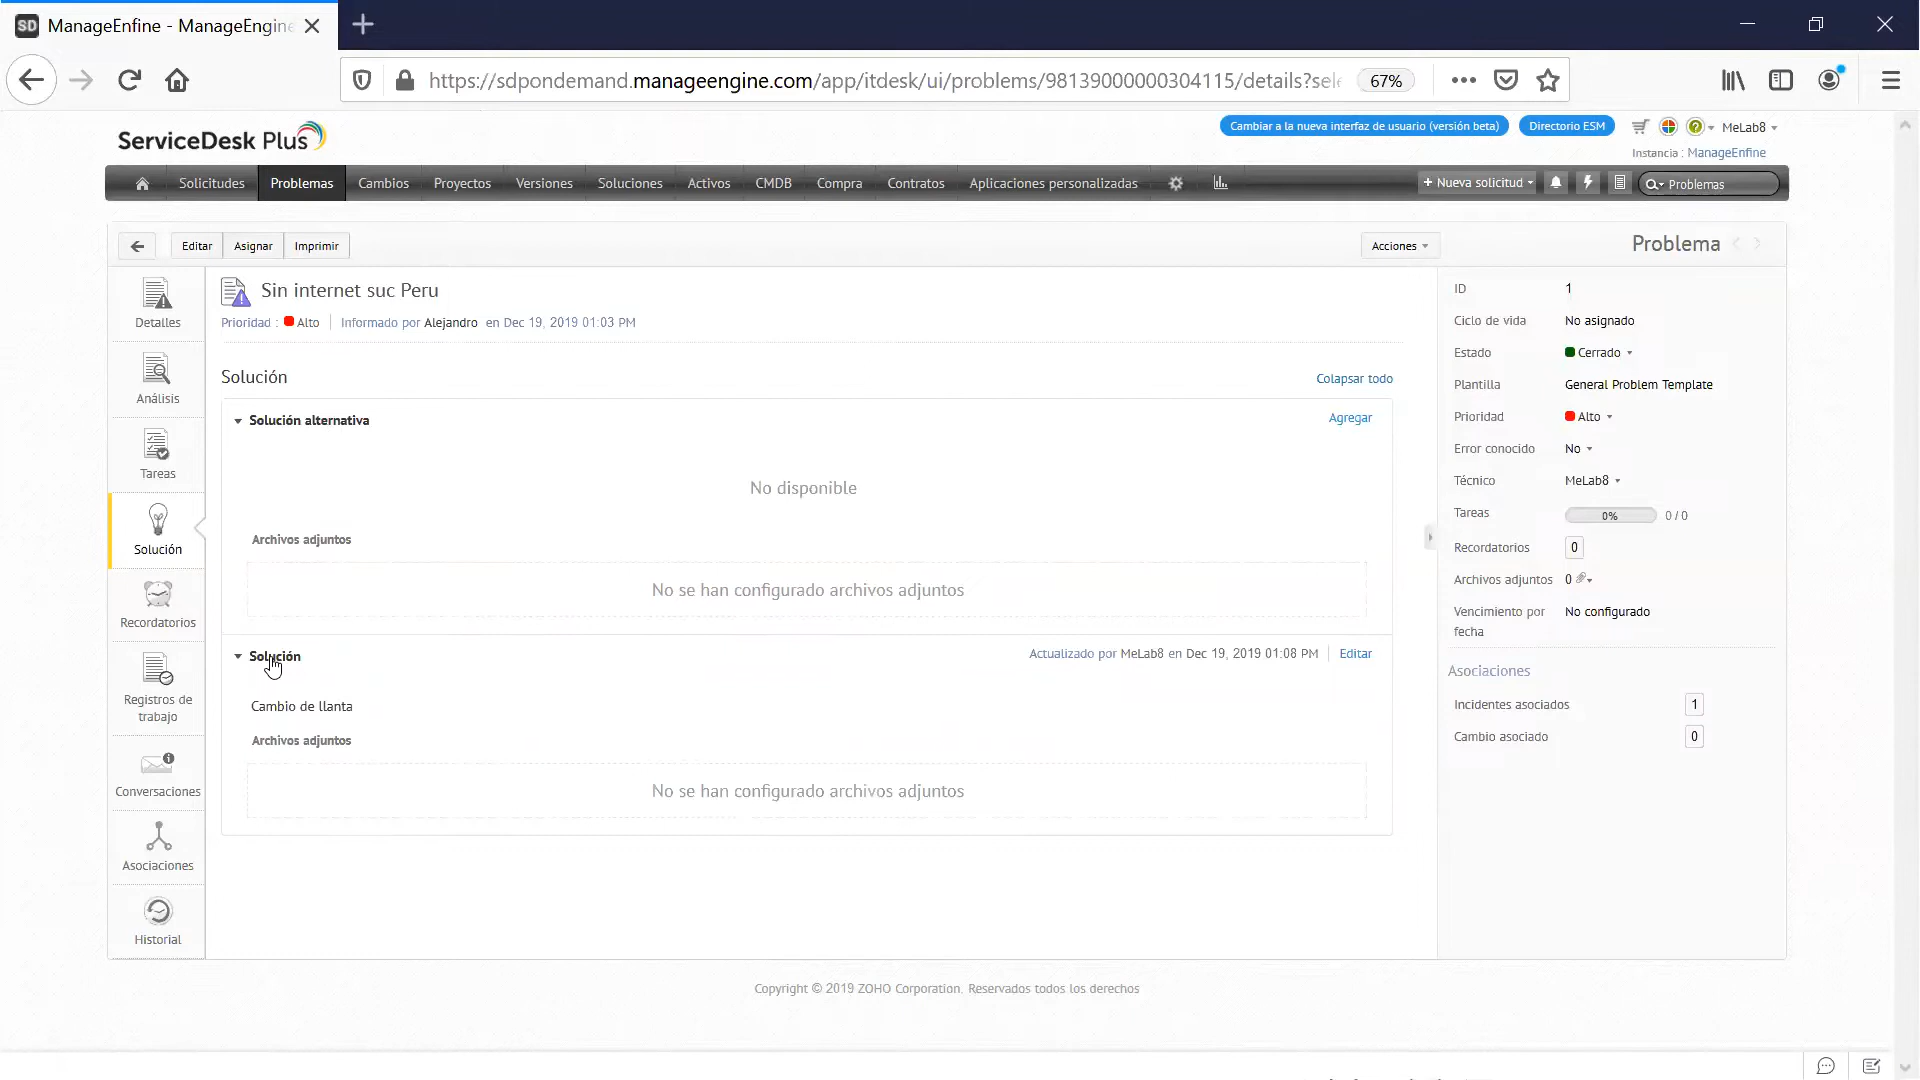 SD ManageEnfine - ManageEngine
https://sdpondemand.manageengine.com/app/itdesk/ui/problems/98139000000304115/details?sele 67%
ServiceDesk Plus
Cambiar a la nueva interfaz de usuario (versión beta) Directorio ESM MeLab8
Instancia : ManageEnfine
Solicitudes Problemas Cambios Proyectos Versiones Soluciones Activos CMDB Compra Contratos Aplicaciones personalizadas + Nueva solicitud Problemas
Editar Asignar Imprimir Acciones Problema
Detalles
Análisis
Tareas
Solución
Recordatorios
Registros de
trabajo
Conversaciones
Asociaciones
Historial
Sin internet suc Peru
Prioridad : Alto Informado por Alejandro en Dec 19, 2019 01:03 PM
Solución Colapsar todo
Solución alternativa Agregar
No disponible
Archivos adjuntos
No se han configurado archivos adjuntos
Solución Actualizado por MeLab8 en Dec 19, 2019 01:08 PM Editar
Cambio de llanta
Archivos adjuntos
No se han configurado archivos adjuntos
ID 1
Ciclo de vida No asignado
Estado Cerrado
Plantilla General Problem Template
Prioridad Alto
Error conocido No
Técnico MeLab8
Tareas 0% 0 / 0
Recordatorios 0
Archivos adjuntos 0
Vencimiento por No configurado
fecha
Asociaciones
Incidentes asociados 1
Cambio asociado 0
Copyright © 2019 ZOHO Corporation. Reservados todos los derechos